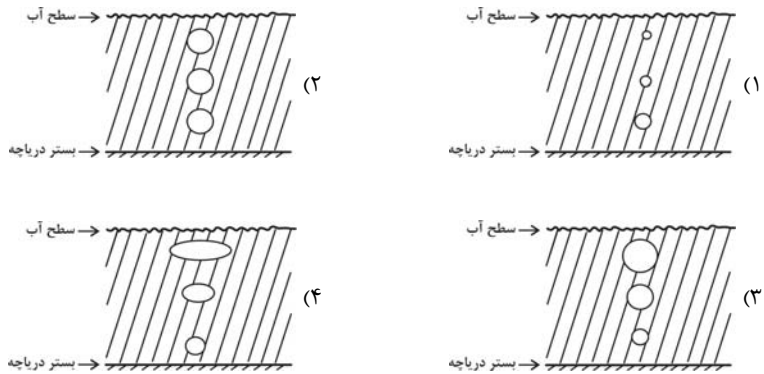 ۱) سطح آب
بستر دریاچه
۲) سطح آب
بستر دریاچه
۳) سطح آب
بستر دریاچه
۴) سطح آب
بستر دریاچه